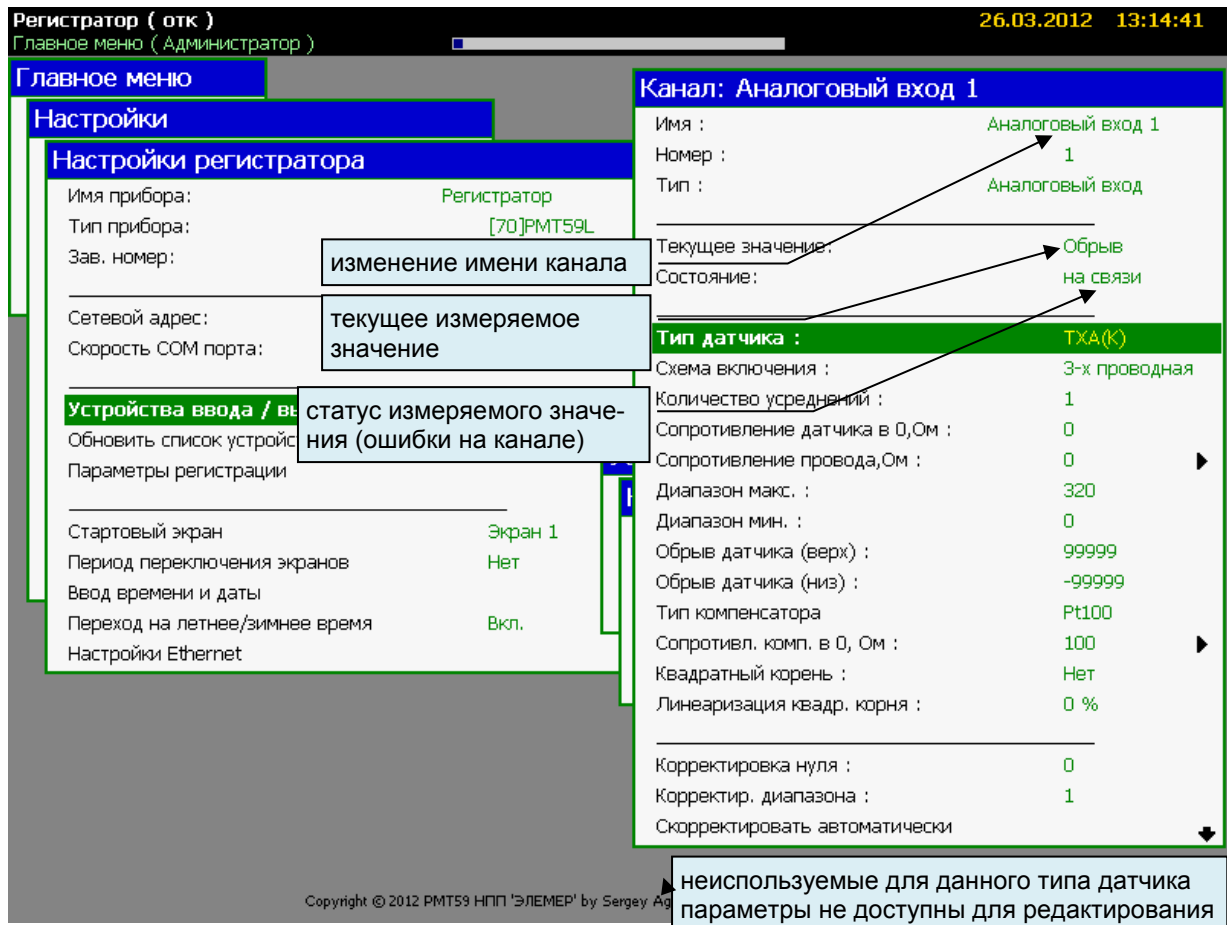 Регистратор ( отк )
26.03.2012 13:14:41
Главное меню ( Администратор )
Главное меню
Настройки
Настройки регистратора
Имя прибора: Регистратор
Тип прибора: [70]РМТ59L
Зав. номер:
Сетевой адрес:
Скорость COM порта:
Устройства ввода / вы
Обновить список устройс
Параметры регистрации
Стартовый экран Экран 1
Период переключения экранов Нет
Ввод времени и даты
Переход на летнее/зимнее время Вкл.
Настройки Ethernet
изменение имени канала
текущее измеряемое
значение
статус измеряемого значе-
ния (ошибки на канале)
Канал: Аналоговый вход 1
Имя : Аналоговый вход 1
Номер : 1
Тип : Аналоговый вход
Текущее значение: Обрыв
Состояние: на связи
Тип датчика : ТХА(К)
Схема включения : 3-х проводная
Количество усреднений : 1
Сопротивление датчика в 0,Ом : 0
Сопротивление провода,Ом : 0
Диапазон макс. : 320
Диапазон мин. : 0
Обрыв датчика (верх) : 99999
Обрыв датчика (низ) : -99999
Тип компенсатора Pt100
Сопротивл. комп. в 0, Ом : 100
Квадратный корень : Нет
Линеаризация квадр. корня : 0 %
Корректировка нуля : 0
Корректир. диапазона : 1
Скорректировать автоматически
неиспользуемые для данного типа датчика
параметры не доступны для редактирования
Copyright © 2012 РМТ59 НПП 'ЭЛЕМЕР' by Sergey Ag